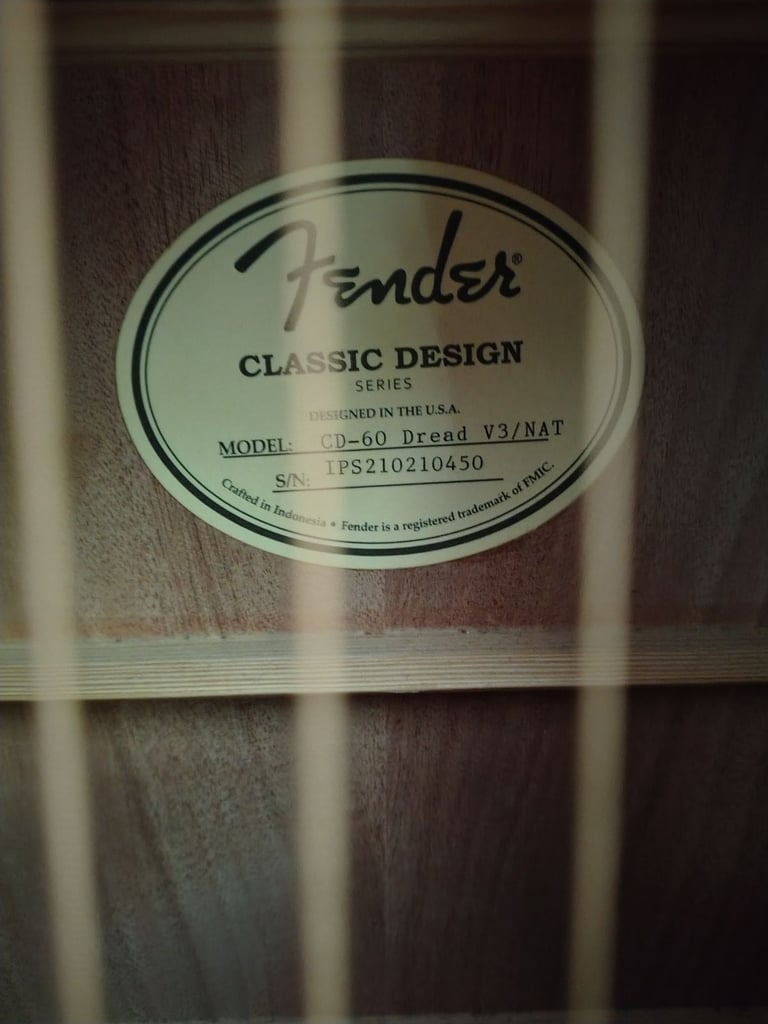 Fender®
CLASSIC DESIGN
SERIES
DESIGNED IN THE U.S.A.
MODEL: CD-60 Dread V3/NAT
S/N: IPS210210450
Crafted in Indonesia • Fender is a registered trademark of FMIC.